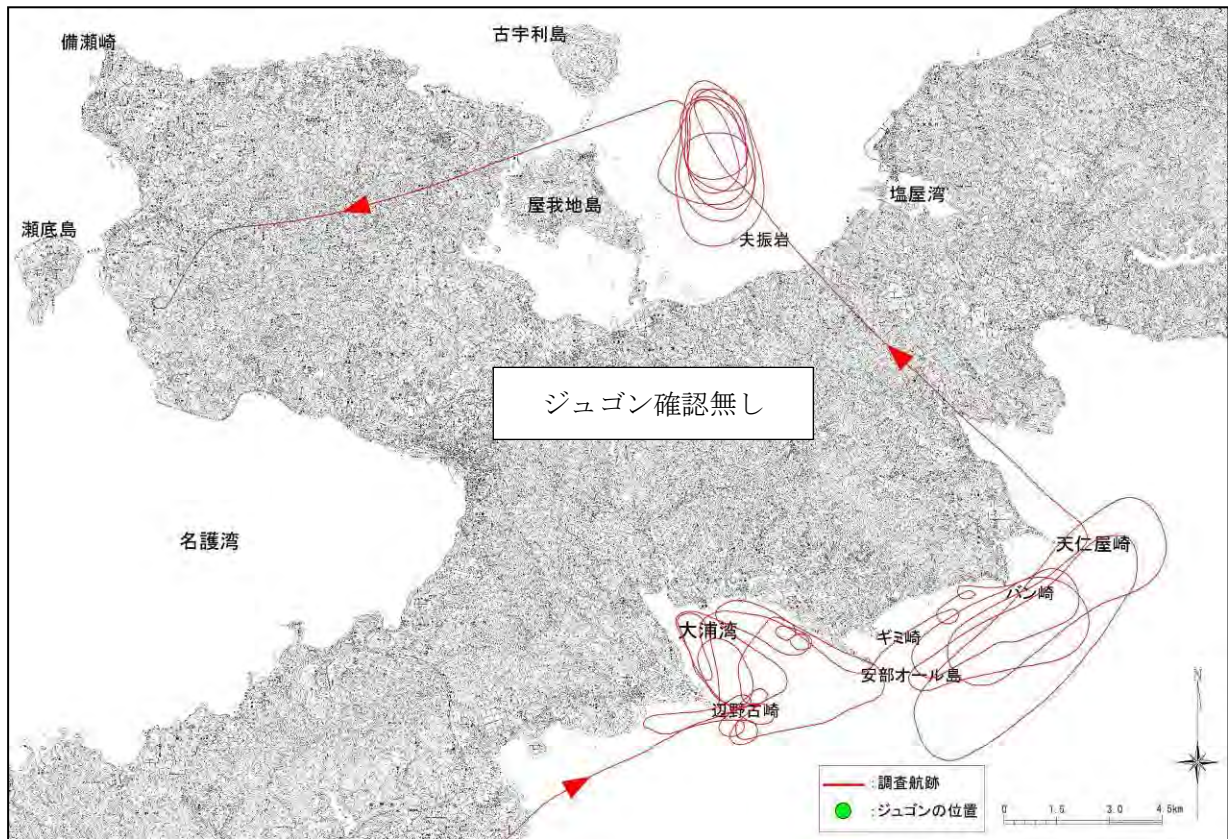 備瀬崎
古宇利島
塩屋湾
屋我地島
瀬底島
夫振岩
ジュゴン確認無し
名護湾
天仁屋崎
バン崎
大浦湾
ギミ崎
安部オール島
辺野古崎
N
:調査航跡
:ジュゴンの位置
0 1.5 3.0 4.5km